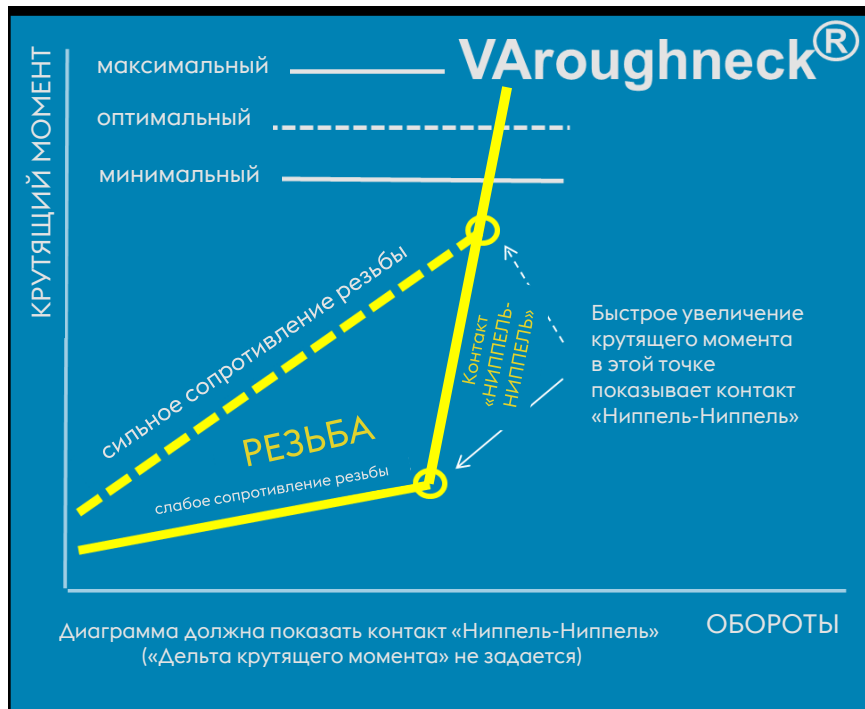 VAroughneck®
КРУТЯЩИЙ МОМЕНТ
максимальный
оптимальный
минимальный
сильное сопротивление резьбы
РЕЗЬБА
слабое сопротивление резьбы
Контакт
«НИППЕЛЬ-
НИППЕЛЬ»
Быстрое увеличение
крутящего момента
в этой точке
показывает контакт
«Ниппель-Ниппель»
ОБОРОТЫ
Диаграмма должна показать контакт «Ниппель-Ниппель»
(«Дельта крутящего момента» не задается)